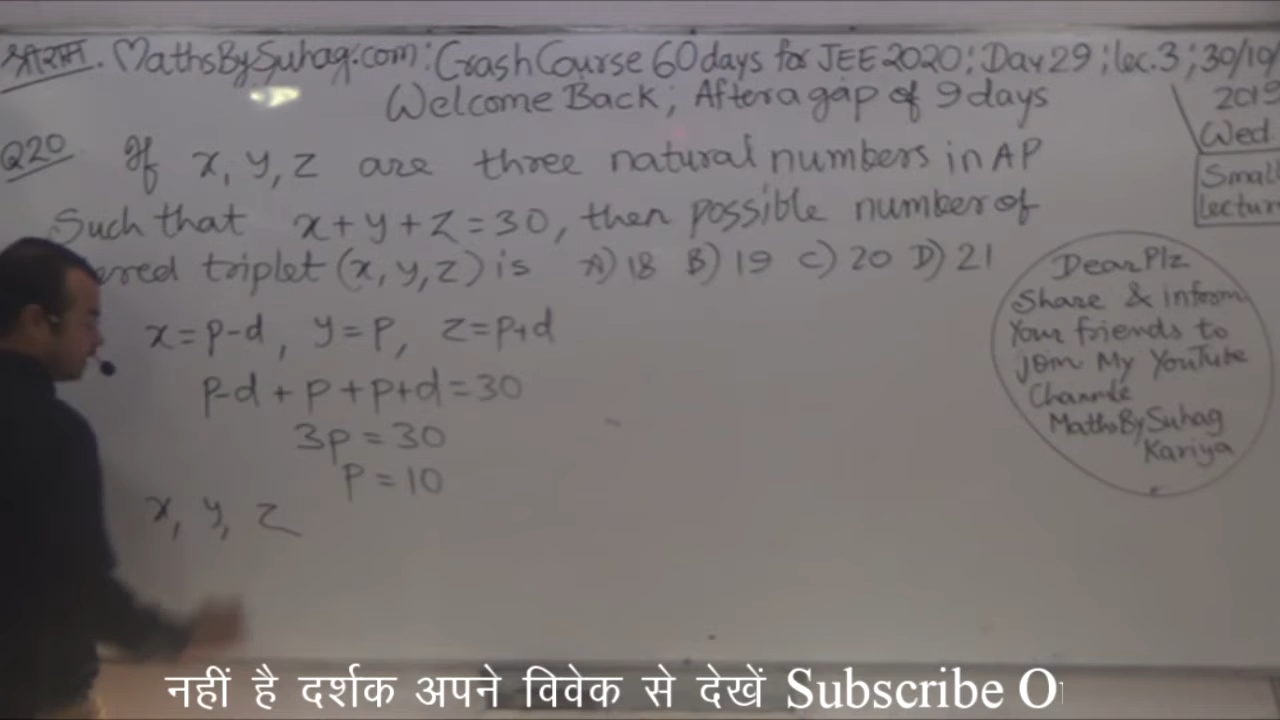 श्रीराम. MathsBySuhag.com: Crash Course 60 days for JEE 2020; Day 29; lec.3; 30/10/
2019
Wed.
Welcome Back; After a gap of 9 days
Small
lecture
Q20 If x, y, z are three natural numbers in AP
Such that x+y+z=30, then possible number of
triplet (x, y, z) is A) 18 B) 19 C) 20 D) 21
x=p-d, y=p, z=p+d
p-d+p+p+d=30
3p=30
p=10
x, y, z
Dear Plz
Share & inform
Your friends to
join My YouTube
MathsBySuhag
Kariya
नहीं है दर्शक अपने विवेक से देखें Subscribe